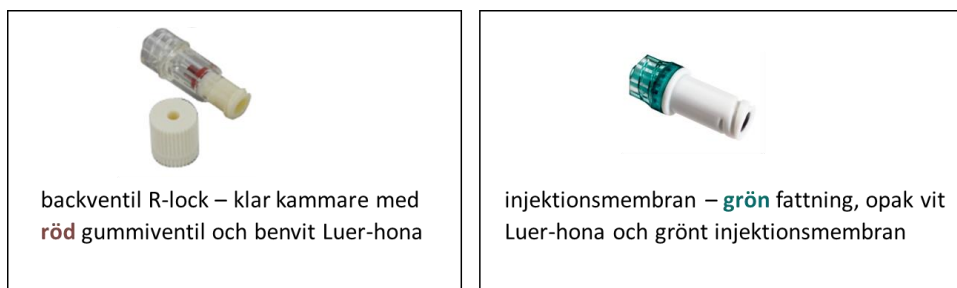 backventil R-lock – klar kammare med
röd gummiventil och benvit Luer-hona
injektionsmembran – grön fattning, opak vit
Luer-hona och grönt injektionsmembran